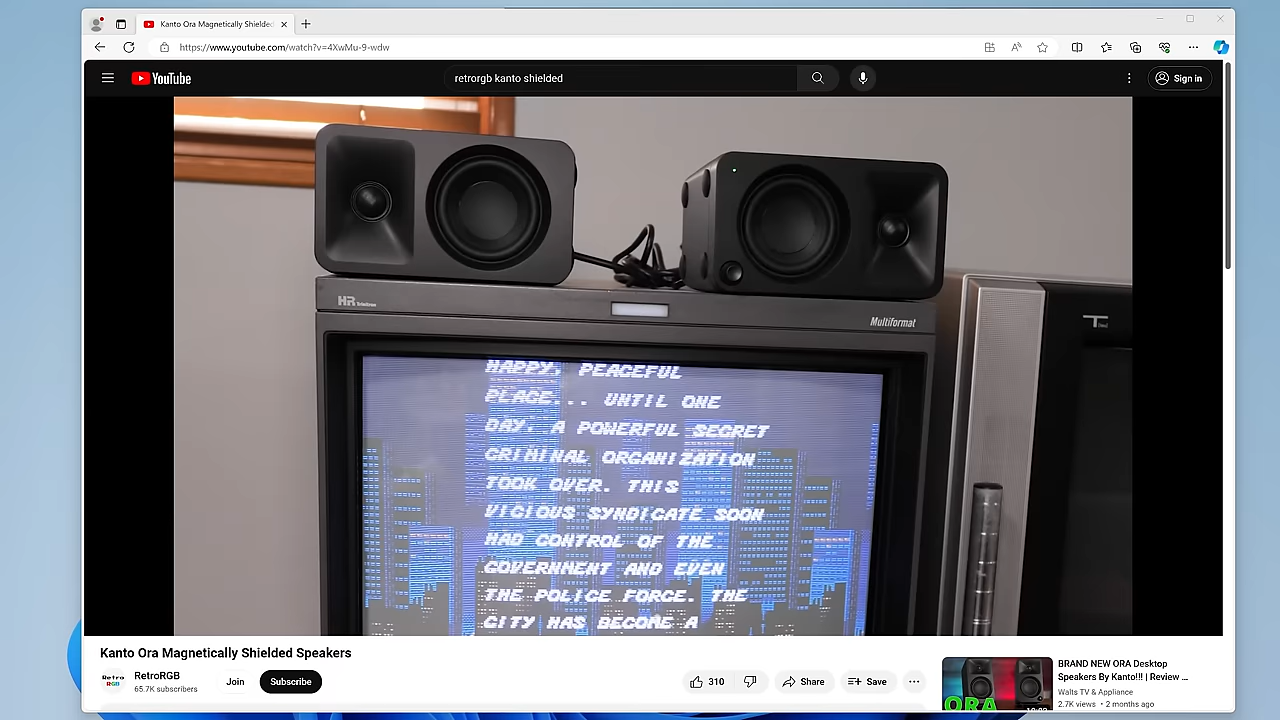 Kanto Ora Magnetically Shielded
https://www.youtube.com/watch?v=4XwMu-9-wdw
YouTube
retrorgb kanto shielded
Sign in
HR Trinitron
Multiformat
HAPPY, PEACEFUL
PLACE... UNTIL ONE
DAY, A POWERFUL SECRET
CRIMINAL ORGANIZATION
TOOK OVER. THIS
VICIOUS SYNDICATE SOON
HAD CONTROL OF THE
GOVERNMENT AND EVEN
THE POLICE FORCE. THE
CITY HAS BECOME A
Kanto Ora Magnetically Shielded Speakers
Retro
RGB
RetroRGB
65.7K subscribers
Join
Subscribe
310
Share
Save
ORA
BRAND NEW ORA Desktop
Speakers By Kanto!!! | Review ...
Walts TV & Appliance
2.7K views • 2 months ago